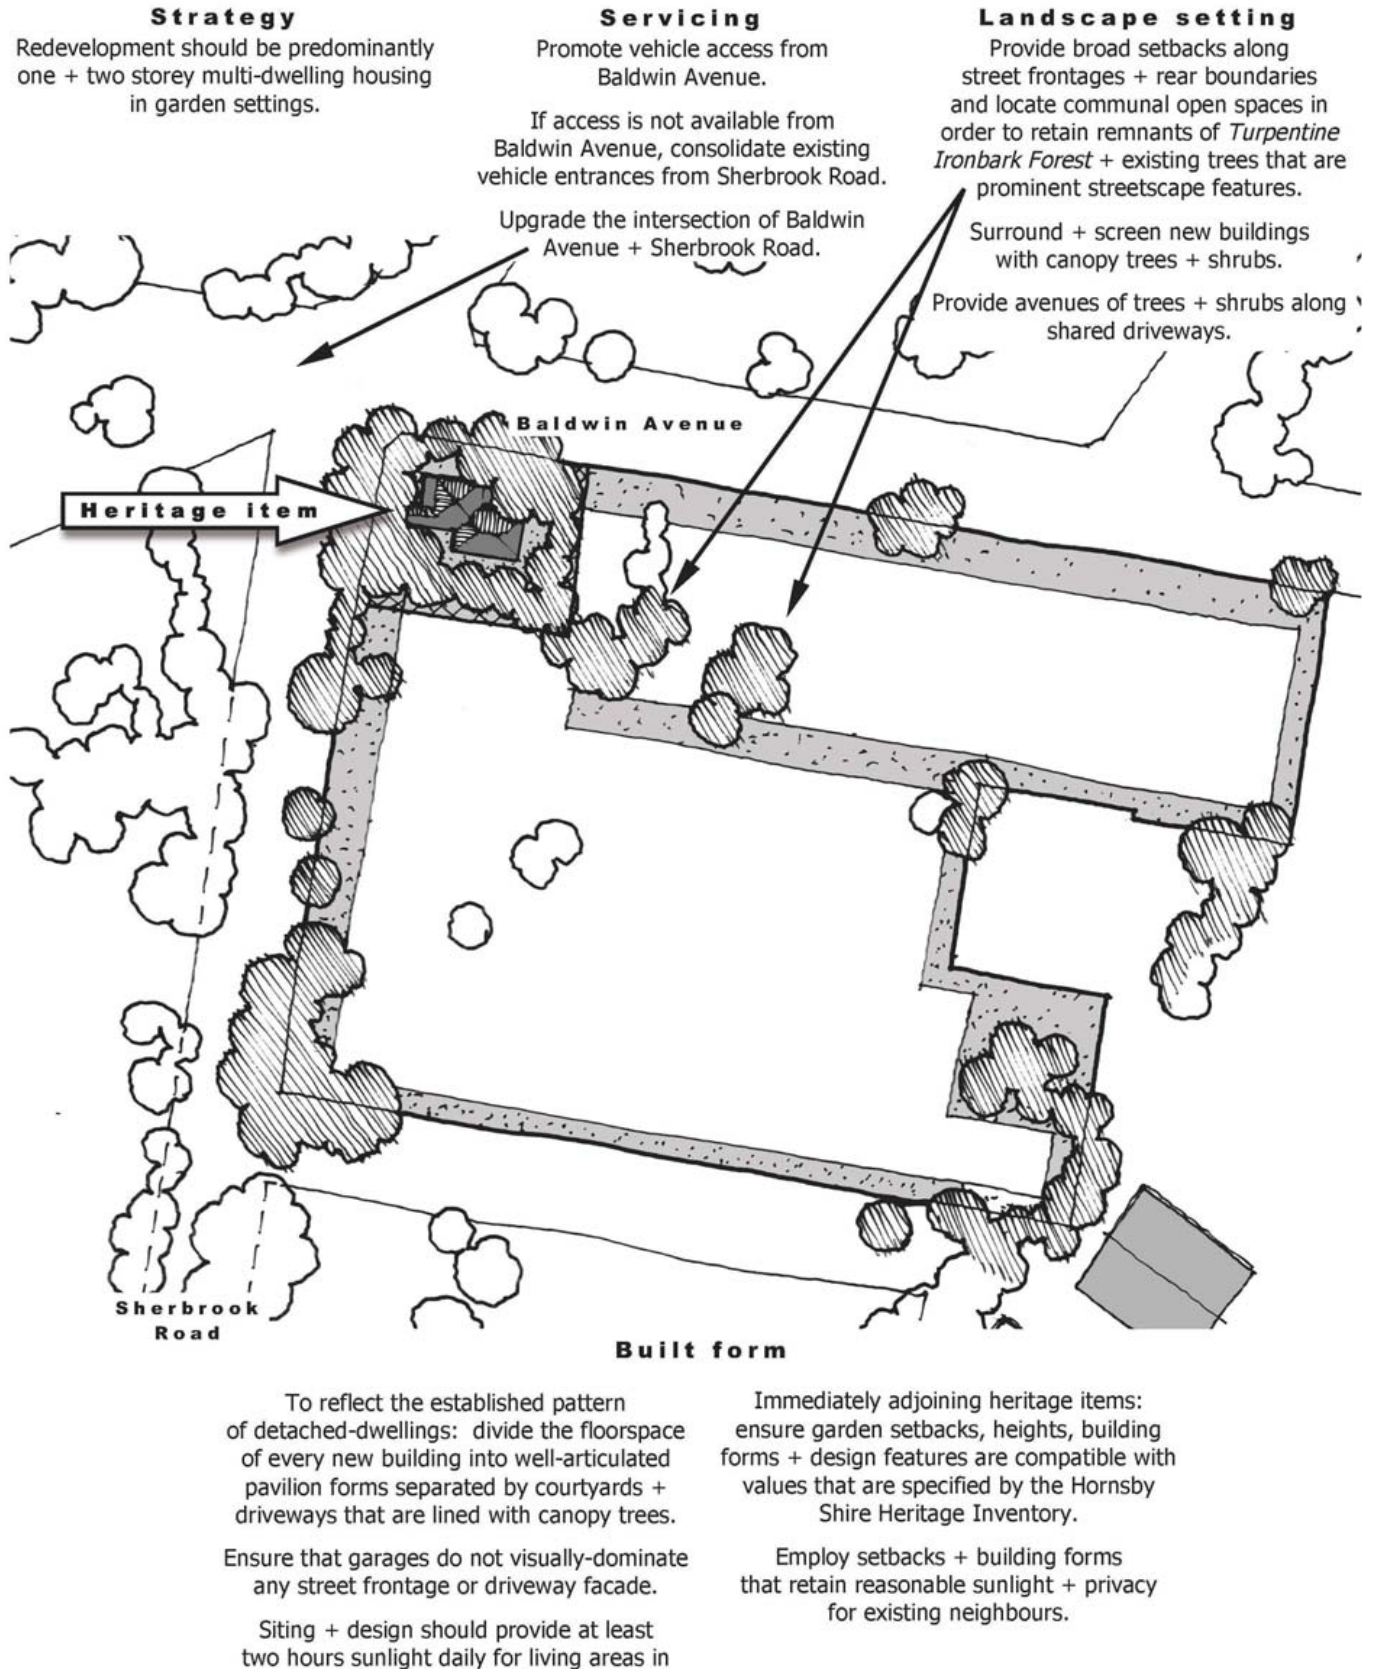 Strategy
Redevelopment should be predominantly
one + two storey multi-dwelling housing
in garden settings.
Servicing
Promote vehicle access from
Baldwin Avenue.
If access is not available from
Baldwin Avenue, consolidate existing
vehicle entrances from Sherbrook Road.
Upgrade the intersection of Baldwin
Avenue + Sherbrook Road.
Landscape setting
Provide broad setbacks along
street frontages + rear boundaries
and locate communal open spaces in
order to retain remnants of Turpentine
Ironbark Forest + existing trees that are
prominent streetscape features.
Surround + screen new buildings
with canopy trees + shrubs.
Provide avenues of trees + shrubs along
shared driveways.
Baldwin Avenue
Heritage item
Sherbrook
Road
Built form
To reflect the established pattern
of detached-dwellings: divide the floorspace
of every new building into well-articulated
pavilion forms separated by courtyards +
driveways that are lined with canopy trees.
Ensure that garages do not visually-dominate
any street frontage or driveway facade.
Siting + design should provide at least
two hours sunlight daily for living areas in
Immediately adjoining heritage items:
ensure garden setbacks, heights, building
forms + design features are compatible with
values that are specified by the Hornsby
Shire Heritage Inventory.
Employ setbacks + building forms
that retain reasonable sunlight + privacy
for existing neighbours.